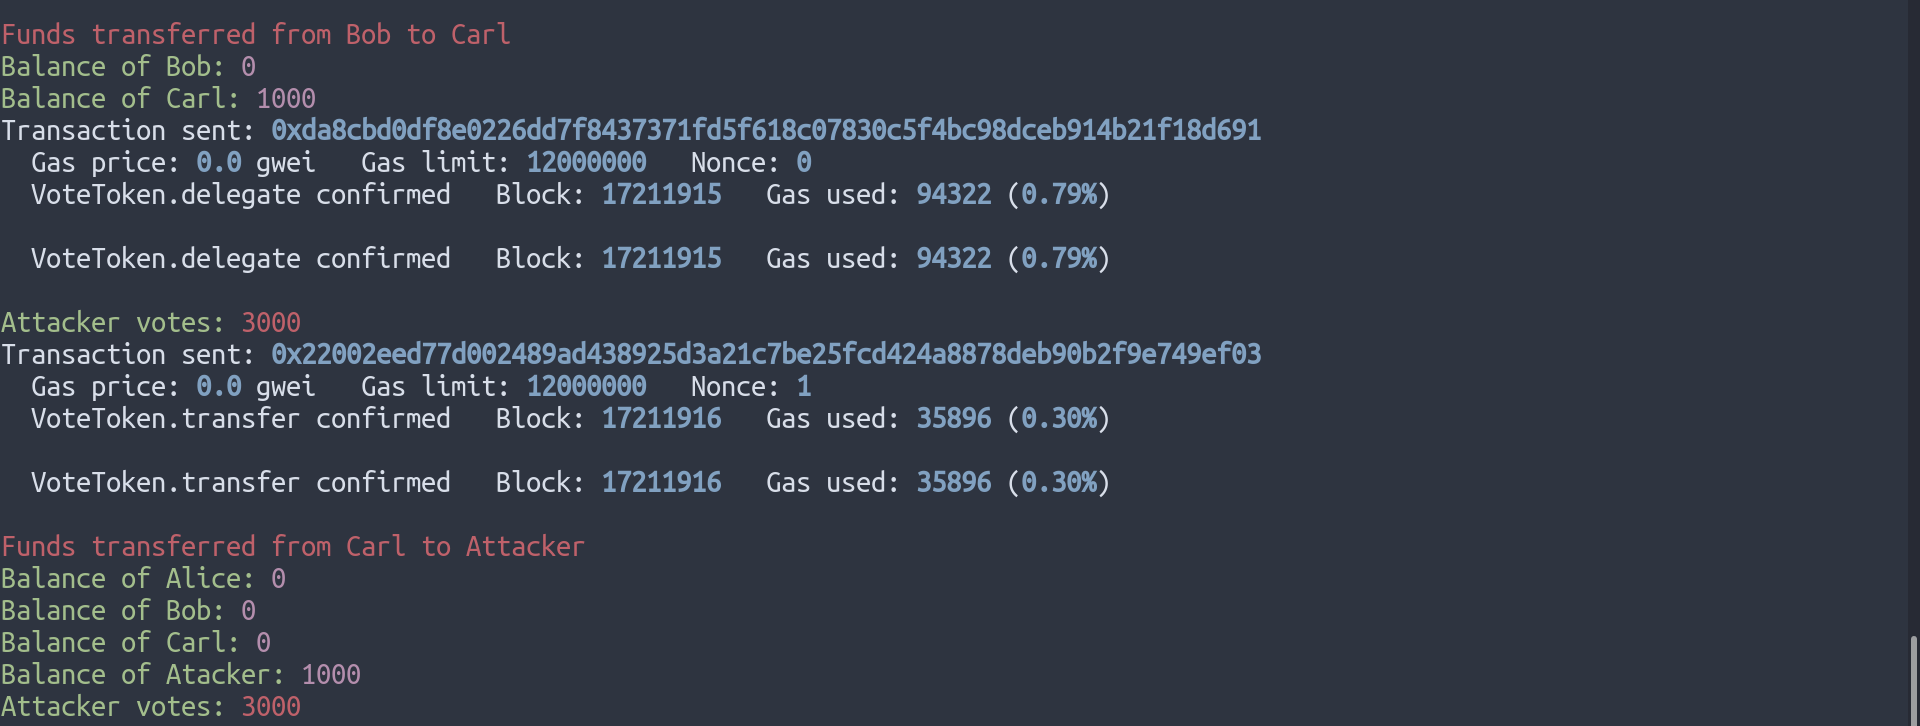 Funds transferred from Bob to Carl
Balance of Bob: 0
Balance of Carl: 1000
Transaction sent: 0xda8cbd0df8e0226dd7f8437371fd5f618c07830c5f4bc98dceb914b21f18d691
Gas price: 0.0 gwei   Gas limit: 12000000   Nonce: 0
VoteToken.delegate confirmed   Block: 17211915   Gas used: 94322 (0.79%)
VoteToken.delegate confirmed   Block: 17211915   Gas used: 94322 (0.79%)
Attacker votes: 3000
Transaction sent: 0x22002eed77d002489ad438925d3a21c7be25fcd424a8878deb90b2f9e749ef03
Gas price: 0.0 gwei   Gas limit: 12000000   Nonce: 1
VoteToken.transfer confirmed   Block: 17211916   Gas used: 35896 (0.30%)
VoteToken.transfer confirmed   Block: 17211916   Gas used: 35896 (0.30%)
Funds transferred from Carl to Attacker
Balance of Alice: 0
Balance of Bob: 0
Balance of Carl: 0
Balance of Atacker: 1000
Attacker votes: 3000